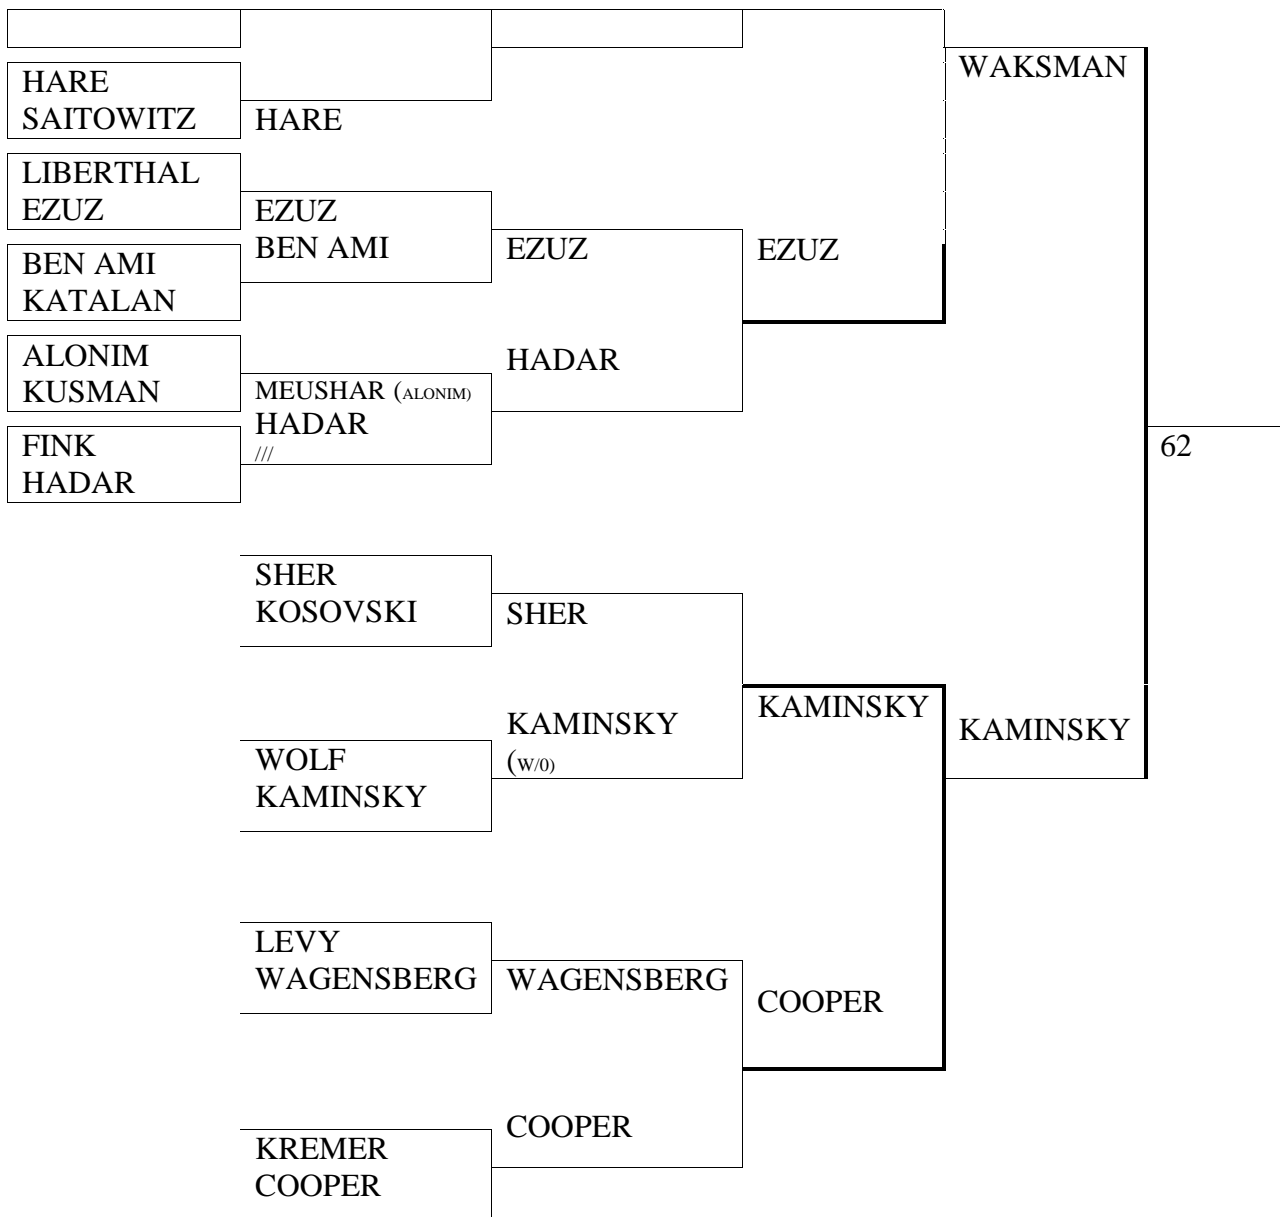 HARE
SAITOWITZ
HARE
WAKSMAN
LIBERTHAL
EZUZ
EZUZ
BEN AMI
EZUZ
EZUZ
BEN AMI
KATALAN
ALONIM
KUSMAN
MEUSHAR (ALONIM)
HADAR
///
HADAR
FINK
HADAR
62
SHER
KOSOVSKI
SHER
WOLF
KAMINSKY
KAMINSKY
(W/0)
KAMINSKY
KAMINSKY
LEVY
WAGENSBERG
WAGENSBERG
COOPER
KREMER
COOPER
COOPER